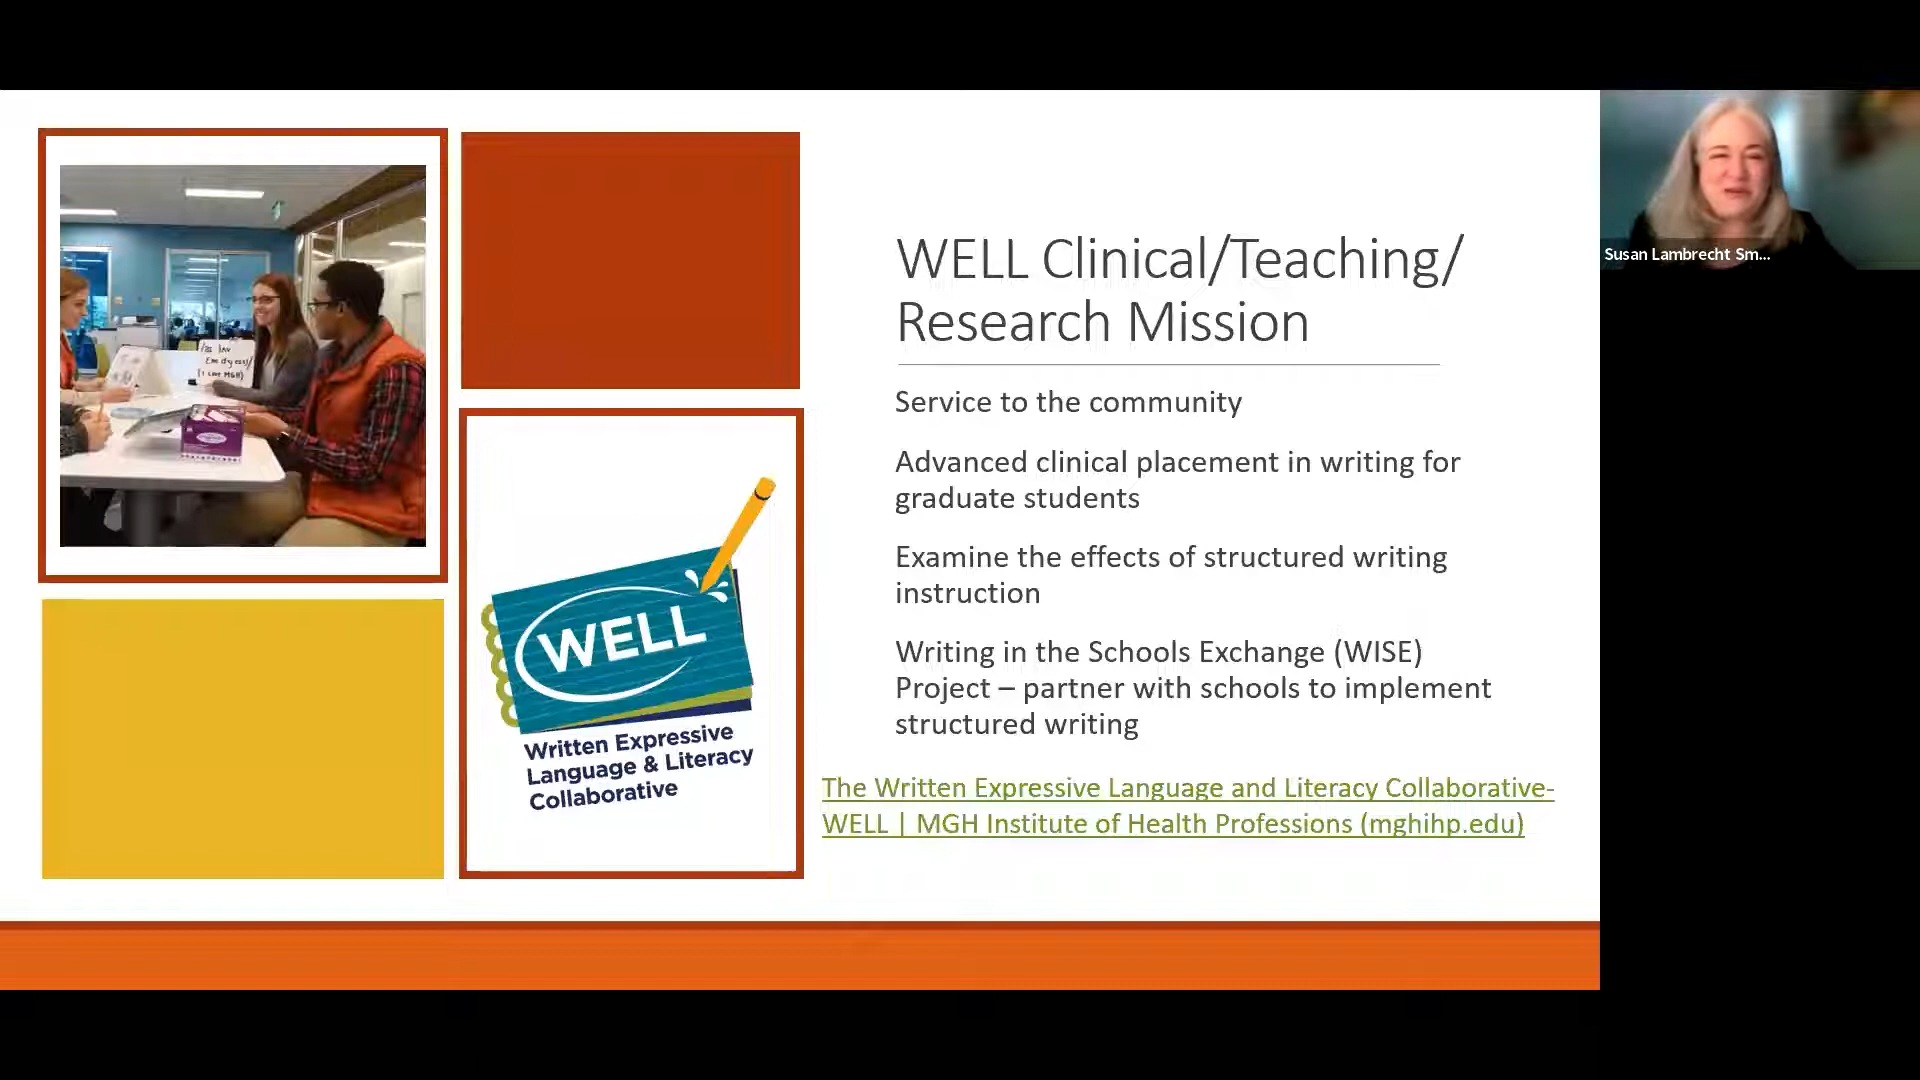 WELL Clinical/Teaching/
Research Mission
Service to the community
Advanced clinical placement in writing for
graduate students
Examine the effects of structured writing
instruction
Writing in the Schools Exchange (WISE)
Project – partner with schools to implement
structured writing
The Written Expressive Language and Literacy Collaborative-
WELL | MGH Institute of Health Professions (mghihp.edu)
WELL
Written Expressive
Language & Literacy
Collaborative
(I love MGH)
Susan Lambrecht Sm...